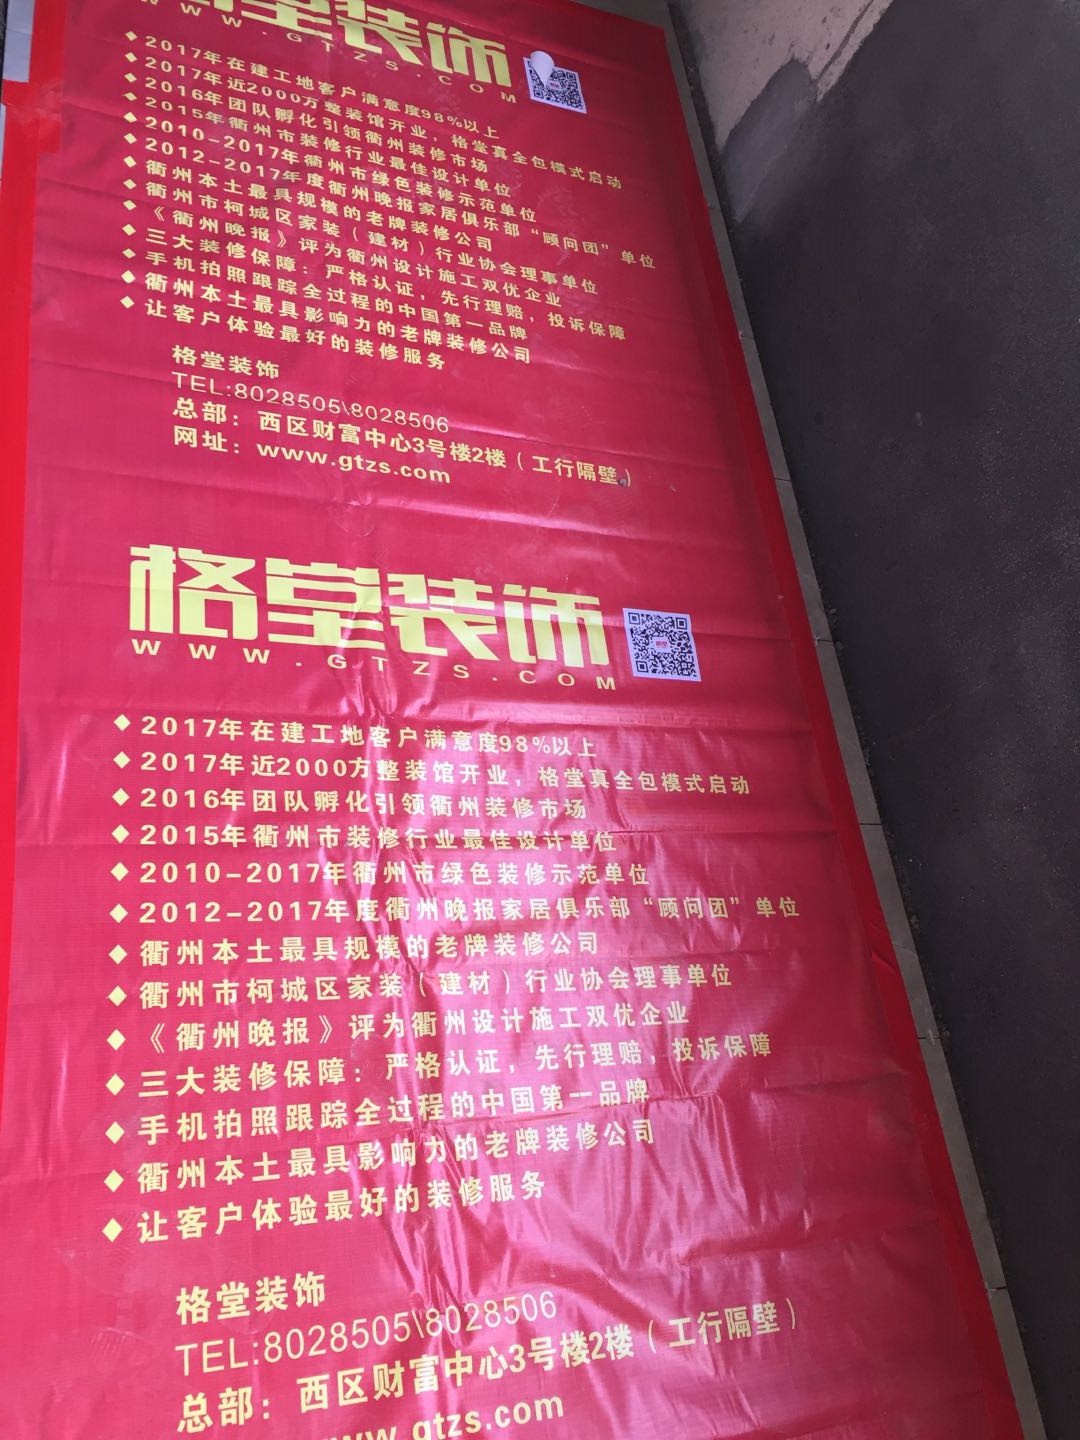 格堂装饰
WWW.GTZS.COM
◆2017年在建工地客户满意度98%以上
◆2017年近2000方整装馆开业，格堂真全包模式启动
◆2016年团队孵化引领衢州装修市场
◆2015年衢州市装修行业最佳设计单位
◆2010-2017年衢州市绿色装修示范单位
◆2012-2017年度衢州晚报家居俱乐部“顾问团”单位
◆衢州本土最具规模的老牌装修公司
◆衢州市柯城区家装（建材）行业协会理事单位
◆《衢州晚报》评为衢州设计施工双优企业
◆三大装修保障：严格认证，先行理赔，投诉保障
◆手机拍照跟踪全过程的中国第一品牌
◆衢州本土最具影响力的老牌装修公司
◆让客户体验最好的装修服务
格堂装饰
TEL:8028505\8028506
总部：西区财富中心3号楼2楼（工行隔壁）
网址：www.gtzs.com
格堂装饰
WWW.GTZS.COM
◆2017年在建工地客户满意度98%以上
◆2017年近2000方整装馆开业，格堂真全包模式启动
◆2016年团队孵化引领衢州装修市场
◆2015年衢州市装修行业最佳设计单位
◆2010-2017年衢州市绿色装修示范单位
◆2012-2017年度衢州晚报家居俱乐部“顾问团”单位
◆衢州本土最具规模的老牌装修公司
◆衢州市柯城区家装（建材）行业协会理事单位
◆《衢州晚报》评为衢州设计施工双优企业
◆三大装修保障：严格认证，先行理赔，投诉保障
◆手机拍照跟踪全过程的中国第一品牌
◆衢州本土最具影响力的老牌装修公司
◆让客户体验最好的装修服务
格堂装饰
TEL:8028505\8028506
总部：西区财富中心3号楼2楼（工行隔壁）
www.gtzs.com